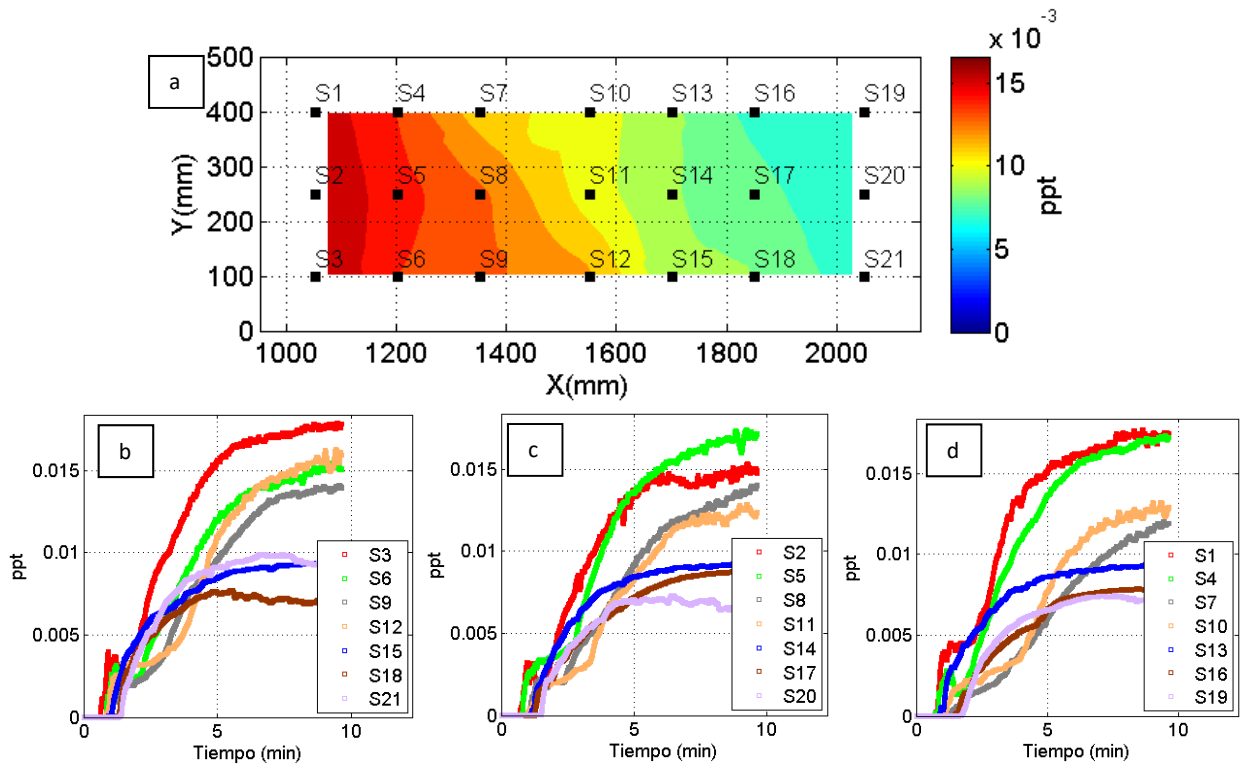 a
500
400
300
200
100
0
Y(mm)
S1 S4 S7 S10 S13 S16 S19
S2 S5 S8 S11 S14 S17 S20
S3 S6 S9 S12 S15 S18 S21
1000 1200 1400 1600 1800 2000
X(mm)
x 10⁻³
15
10
5
0
ppt
b
0.015
0.01
0.005
0
ppt
0 5 10
Tiempo (min)
S3
S6
S9
S12
S15
S18
S21
c
0.015
0.01
0.005
0
ppt
0 5 10
Tiempo (min)
S2
S5
S8
S11
S14
S17
S20
d
0.015
0.01
0.005
0
ppt
0 5 10
Tiempo (min)
S1
S4
S7
S10
S13
S16
S19